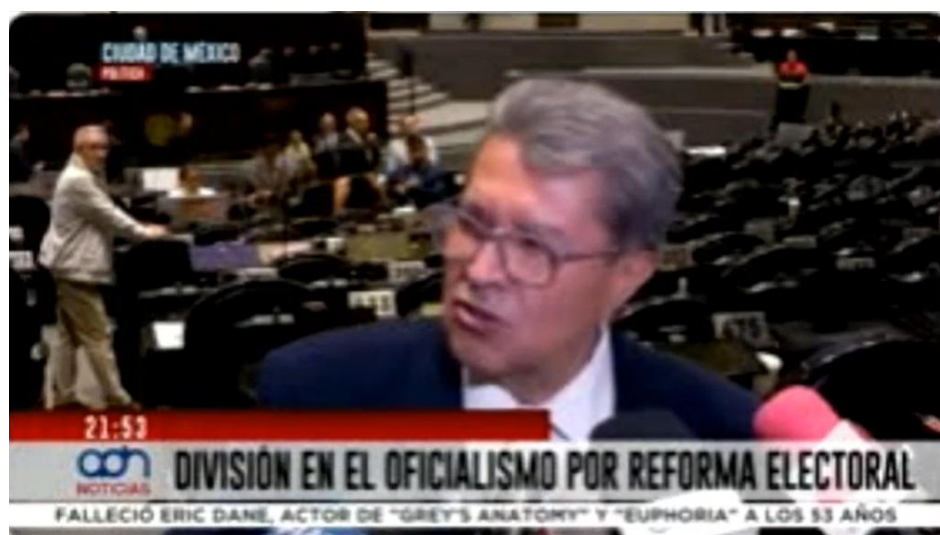 CIUDAD DE MÉXICO
POLÍTICA
21:53
adn
NOTICIAS
DIVISIÓN EN EL OFICIALISMO POR REFORMA ELECTORAL
FALLECIÓ ERIC DANE, ACTOR DE "GREY'S ANATOMY" Y "EUPHORIA" A LOS 53 AÑOS